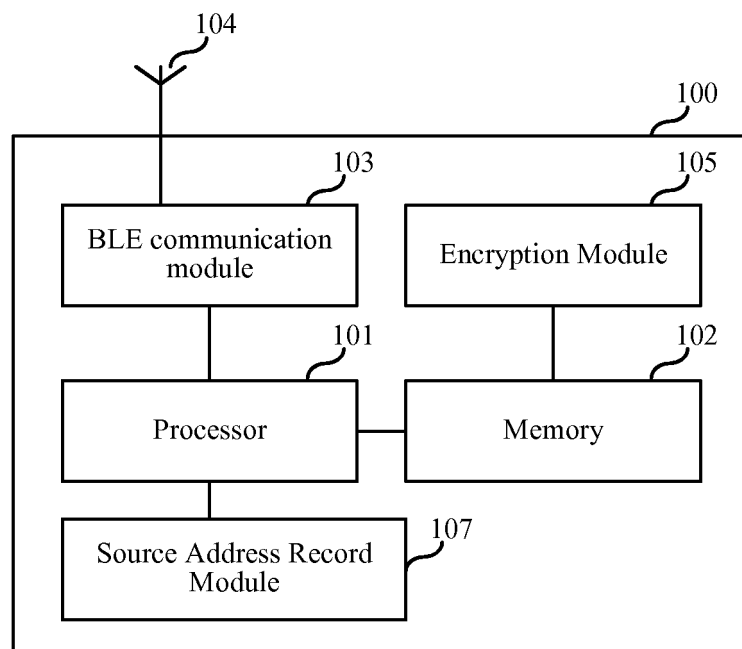 104
100
103
105
BLE communication
module
Encryption Module
101
102
Processor
Memory
Source Address Record
Module
107